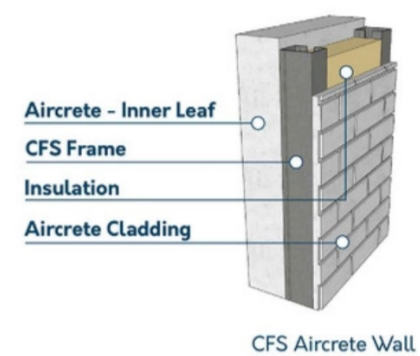 Aircrete - Inner Leaf
CFS Frame
Insulation
Aircrete Cladding
CFS Aircrete Wall